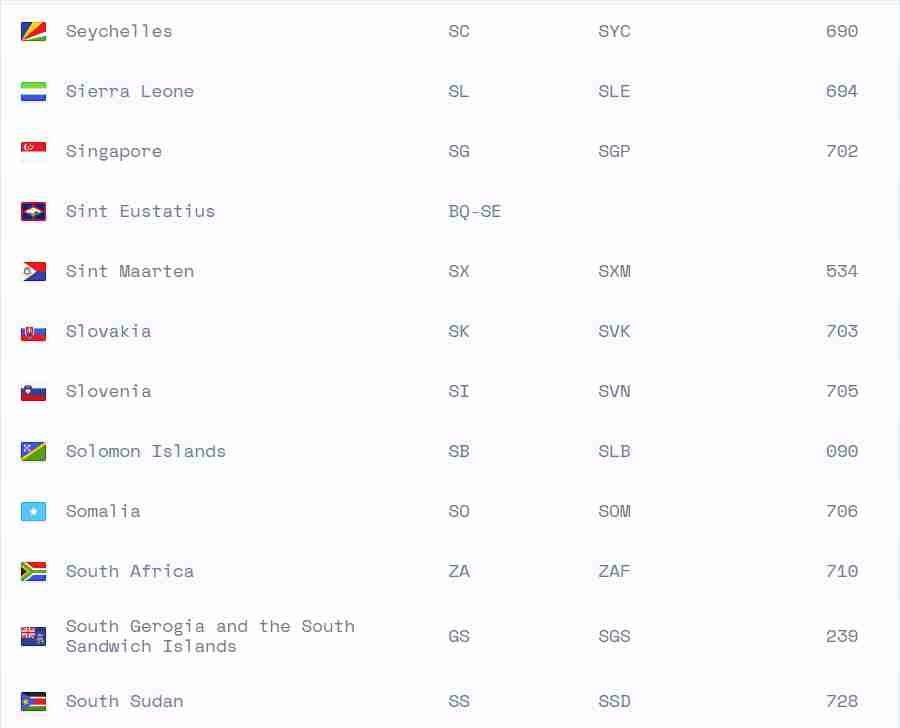 Seychelles SC SYC 690
Sierra Leone SL SLE 694
Singapore SG SGP 702
Sint Eustatius BQ-SE
Sint Maarten SX SXM 534
Slovakia SK SVK 703
Slovenia SI SVN 705
Solomon Islands SB SLB 090
Somalia SO SOM 706
South Africa ZA ZAF 710
South Gerogia and the South
Sandwich Islands GS SGS 239
South Sudan SS SSD 728